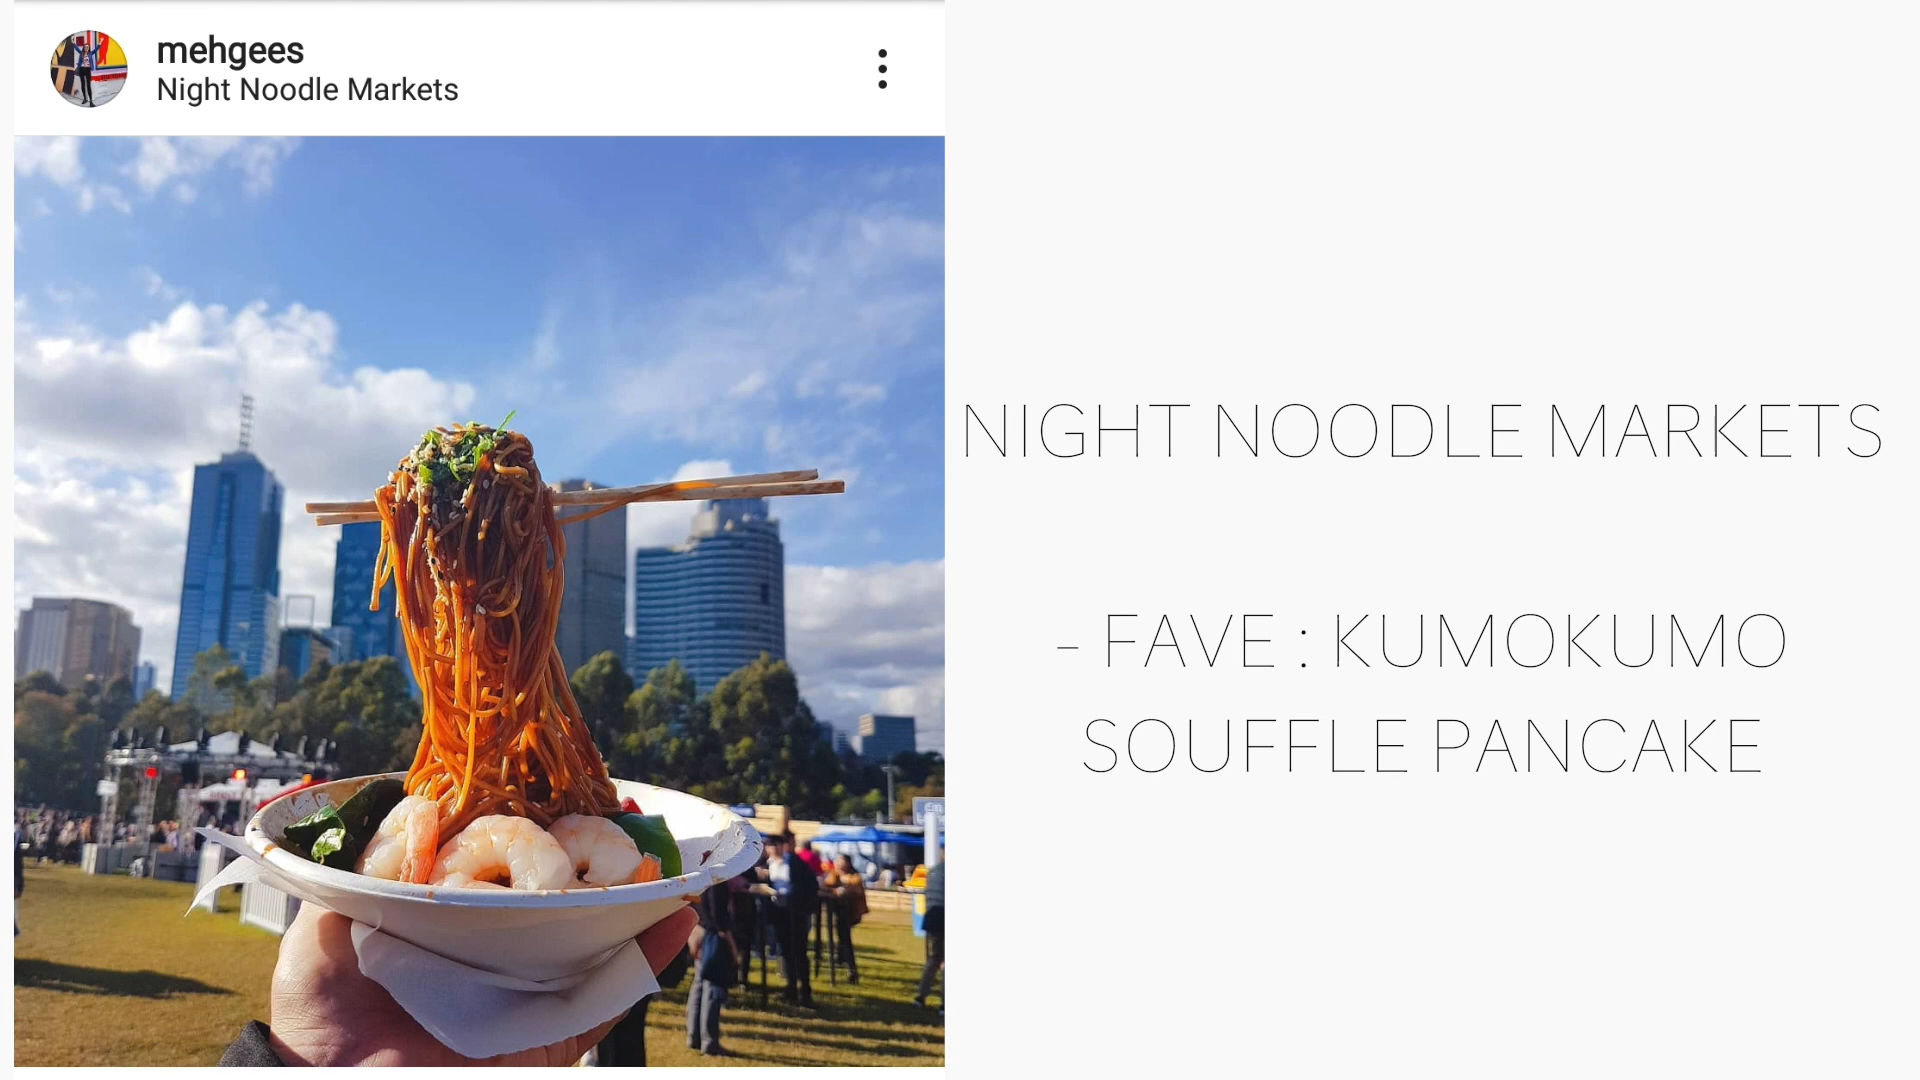 mehgees
Night Noodle Markets
NIGHT NOODLE MARKETS
- FAVE : KUMOKUMO
SOUFFLE PANCAKE